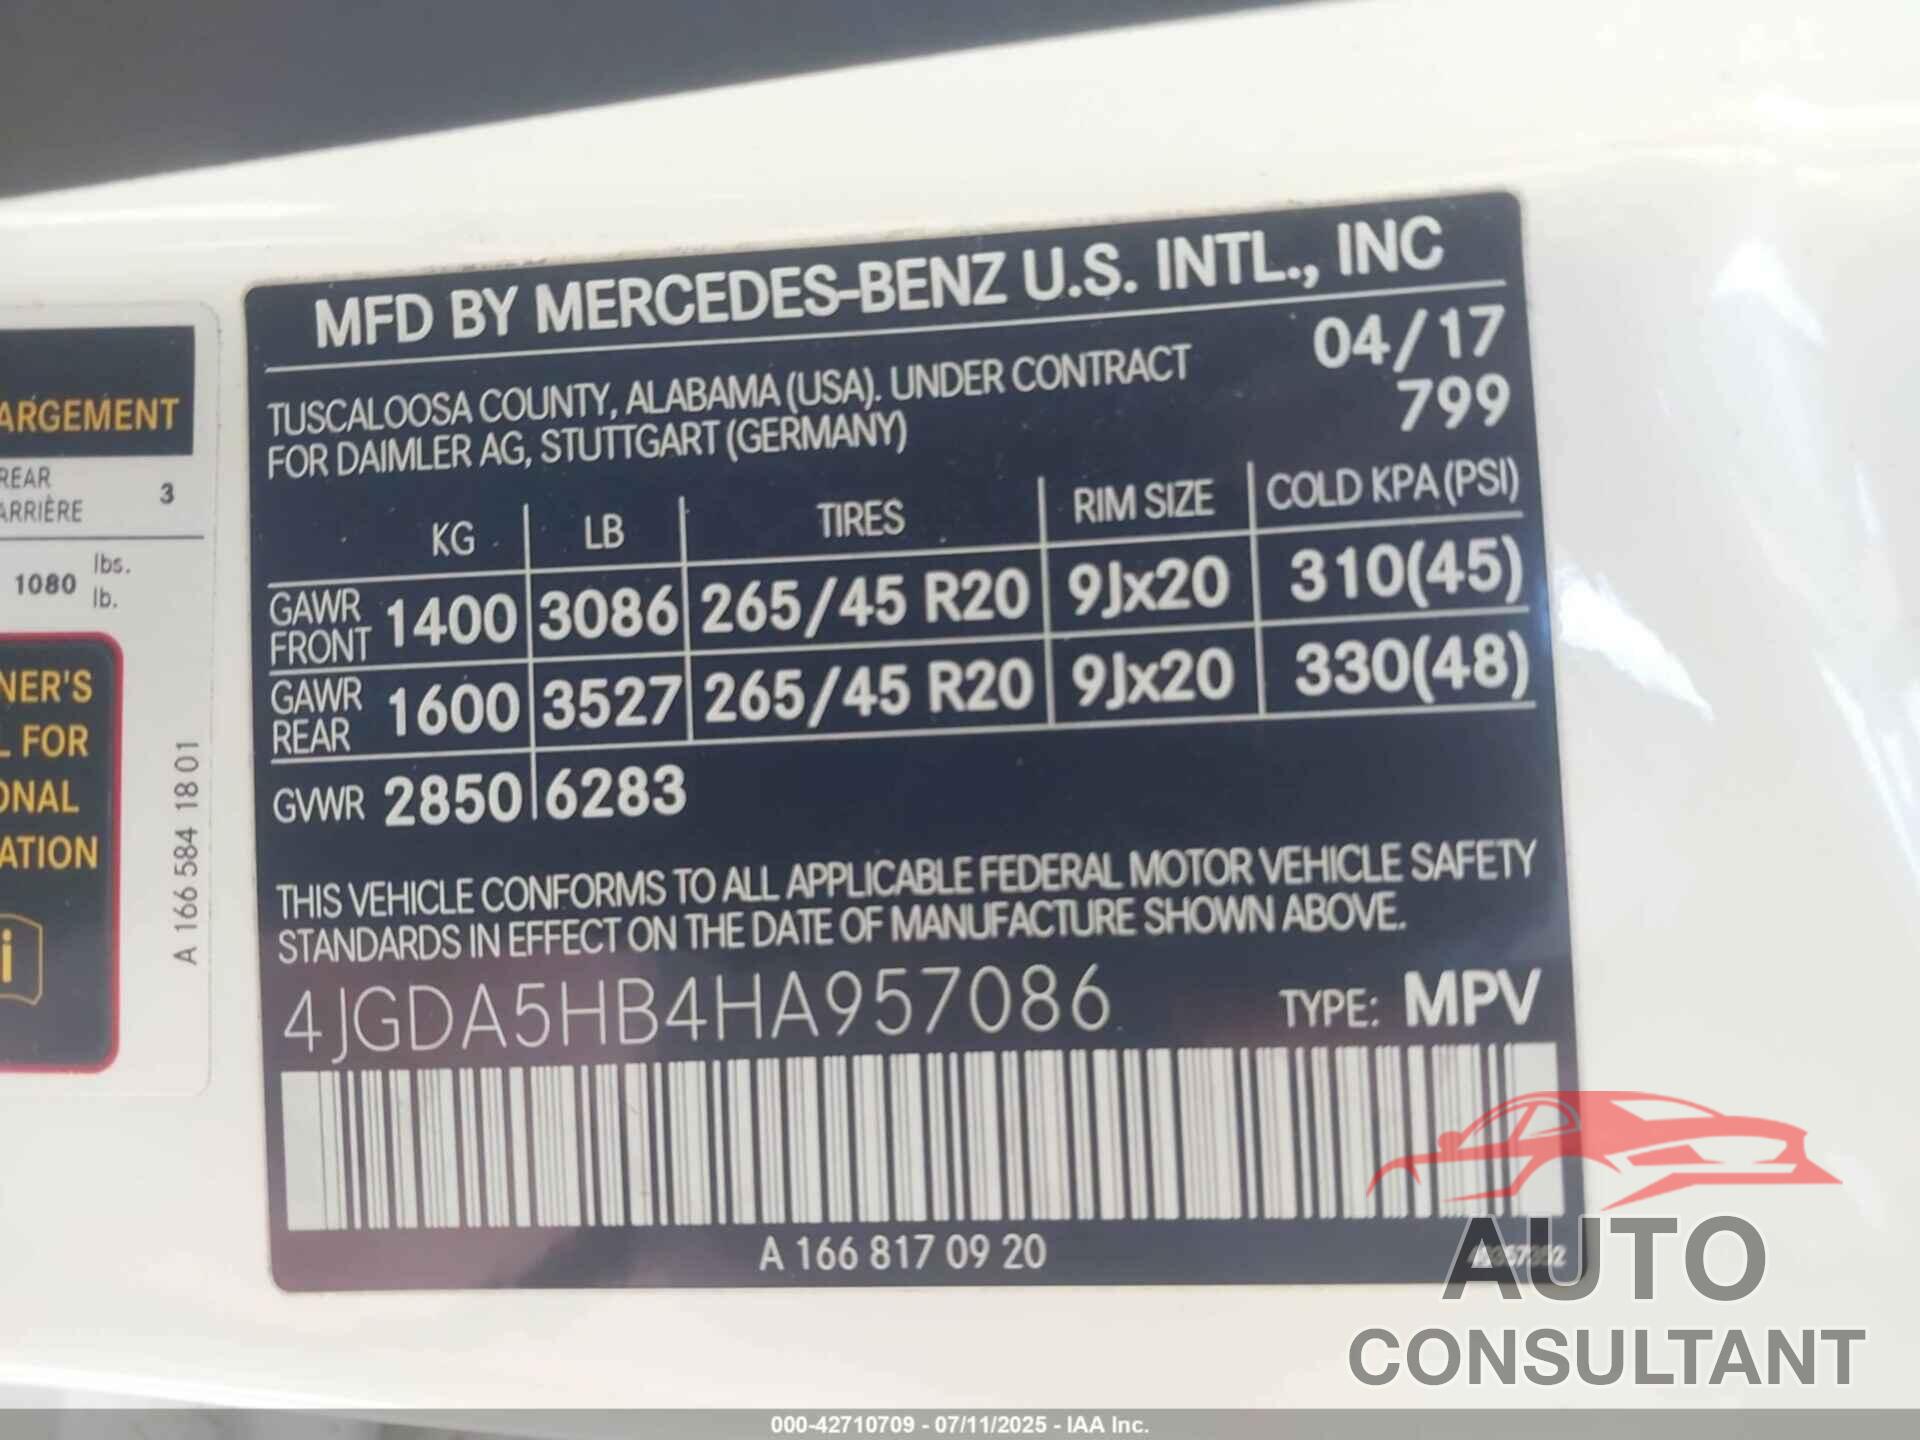 MFD BY MERCEDES-BENZ U.S. INTL., INC
TUSCALOOSA COUNTY, ALABAMA (USA). UNDER CONTRACT
FOR DAIMLER AG, STUTTGART (GERMANY)
04/17
799
KG LB TIRES RIM SIZE COLD KPA (PSI)
GAWR FRONT 1400 3086 265/45 R20 9Jx20 310(45)
GAWR REAR 1600 3527 265/45 R20 9Jx20 330(48)
GVWR 2850 6283
THIS VEHICLE CONFORMS TO ALL APPLICABLE FEDERAL MOTOR VEHICLE SAFETY
STANDARDS IN EFFECT ON THE DATE OF MANUFACTURE SHOWN ABOVE.
4JGDA5HB4HA957086 TYPE: MPV
A 166 817 09 20
ARGEMENT
REAR
ARRIÈRE 3
1080 lbs.
lb.
NER'S
L FOR
ONAL
ATION
i
A 166 584 18 01
AUTO
CONSULTANT
000-42710709 - 07/11/2025 - IAA Inc.